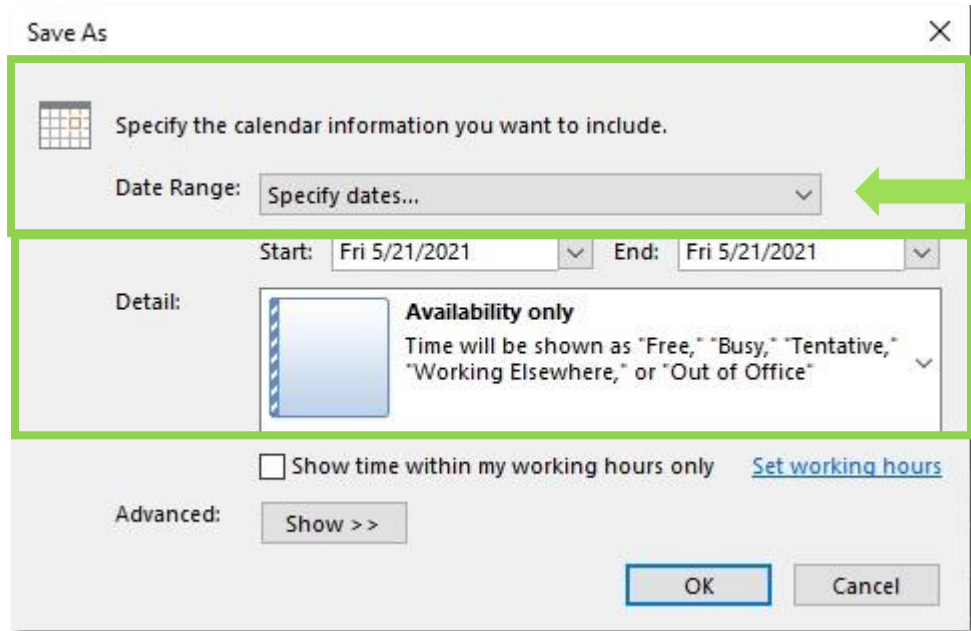 Save As
Specify the calendar information you want to include.
Date Range: Specify dates...
Start: Fri 5/21/2021 End: Fri 5/21/2021
Detail: Availability only
Time will be shown as "Free," "Busy," "Tentative,"
"Working Elsewhere," or "Out of Office"
Show time within my working hours only Set working hours
Advanced: Show >>
OK Cancel